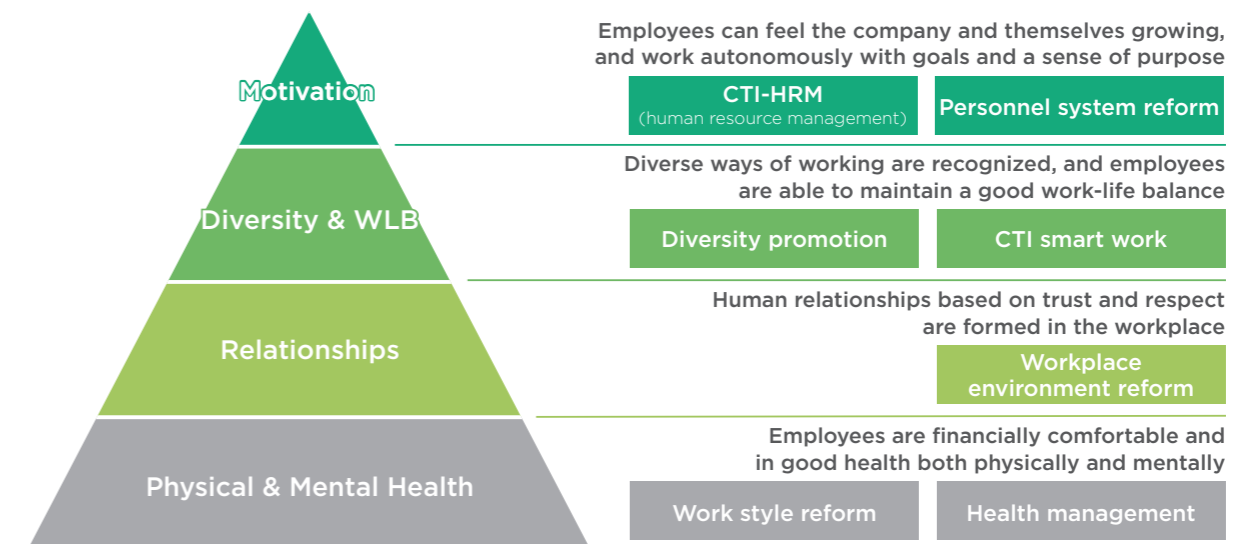 Employees can feel the company and themselves growing,
and work autonomously with goals and a sense of purpose
Motivation
CTI-HRM
(human resource management)
Personnel system reform
Diverse ways of working are recognized, and employees
are able to maintain a good work-life balance
Diversity & WLB
Diversity promotion
CTI smart work
Human relationships based on trust and respect
are formed in the workplace
Relationships
Workplace
environment reform
Employees are financially comfortable and
in good health both physically and mentally
Physical & Mental Health
Work style reform
Health management